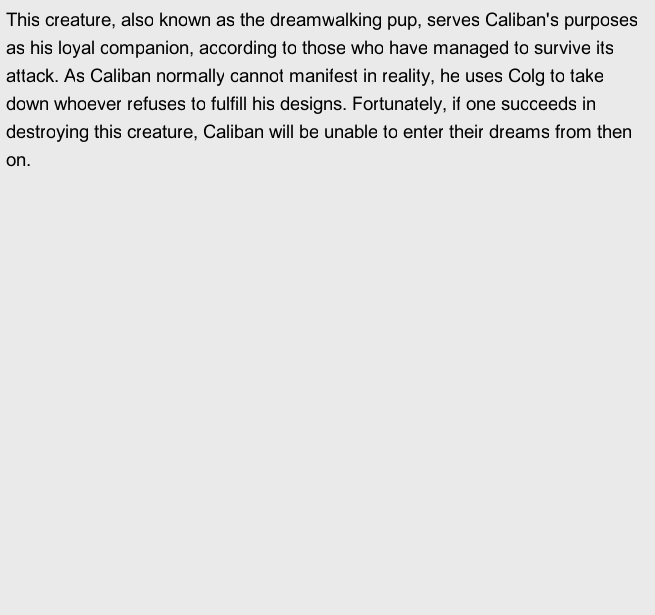 This creature, also known as the dreamwalking pup, serves Caliban's purposes
as his loyal companion, according to those who have managed to survive its
attack. As Caliban normally cannot manifest in reality, he uses Colg to take
down whoever refuses to fulfill his designs. Fortunately, if one succeeds in
destroying this creature, Caliban will be unable to enter their dreams from then
on.